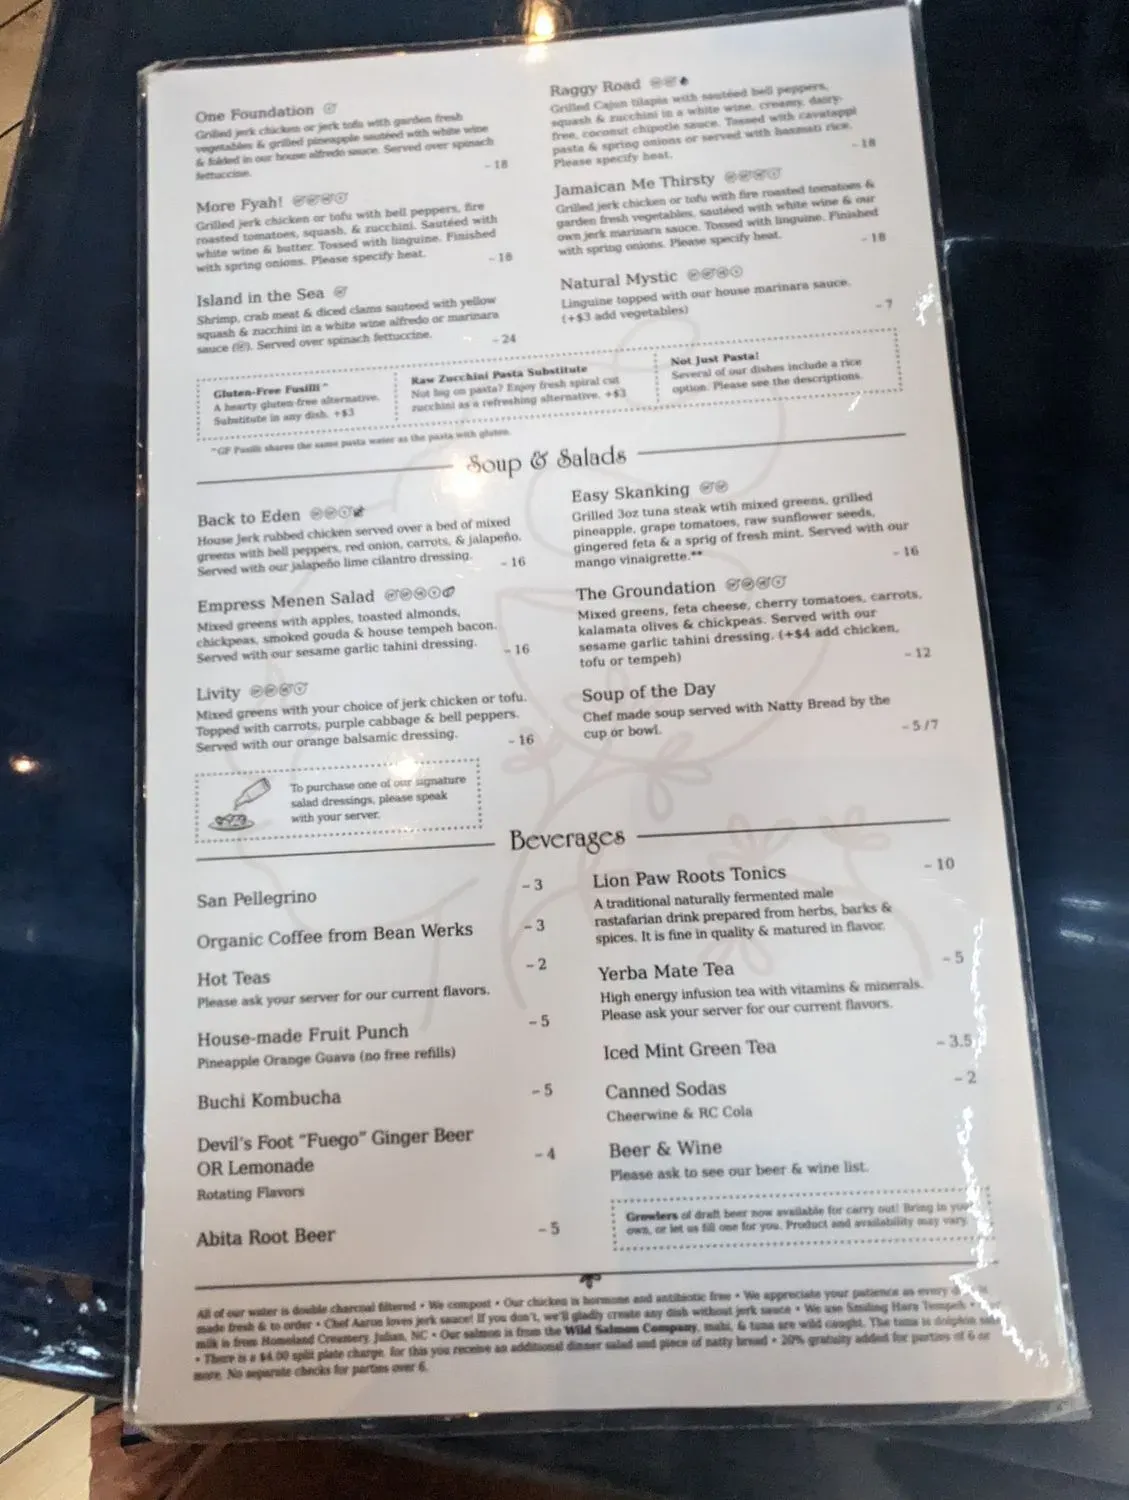 One Foundation
Grilled jerk chicken or jerk tofu with garden fresh
vegetables & grilled pineapple sautéed with white wine
& folded in our house alfredo sauce. Served over spinach
fettuccine.
- 18
More Fyah!
Grilled jerk chicken or tofu with bell peppers, fire
roasted tomatoes, squash, & zucchini. Sautéed with
white wine & butter. Tossed with linguine. Finished
with spring onions. Please specify heat.
- 18
Island in the Sea
Shrimp, crab meat & diced clams sauteed with yellow
squash & zucchini in a white wine alfredo or marinara
sauce. Served over spinach fettuccine.
- 24
Raggy Road
Grilled Cajun tilapia with sautéed bell peppers,
squash & zucchini in a white wine, creamy, dairy-
free, coconut chipotle sauce. Tossed with cavatappi
pasta & spring onions or served with basmati rice.
Please specify heat.
- 18
Jamaican Me Thirsty
Grilled jerk chicken or tofu with fire roasted tomatoes &
garden fresh vegetables, sautéed with white wine & our
own jerk marinara sauce. Tossed with linguine. Finished
with spring onions. Please specify heat.
- 18
Natural Mystic
Linguine topped with our house marinara sauce.
(+$3 add vegetables)
- 7
Gluten-Free Fusilli ^
A hearty gluten-free alternative.
Substitute in any dish. +$3
Raw Zucchini Pasta Substitute
Not big on pasta? Enjoy fresh spiral cut
zucchini as a refreshing alternative. +$3
Not Just Pasta!
Several of our dishes include a rice
option. Please see the descriptions.
^GF Fusilli shares the same pasta water as the pasta with gluten.
Soup & Salads
Back to Eden
House Jerk rubbed chicken served over a bed of mixed
greens with bell peppers, red onion, carrots, & jalapeño.
Served with our jalapeño lime cilantro dressing.
- 16
Empress Menen Salad
Mixed greens with apples, toasted almonds,
chickpeas, smoked gouda & house tempeh bacon.
Served with our sesame garlic tahini dressing.
- 16
Livity
Mixed greens with your choice of jerk chicken or tofu.
Topped with carrots, purple cabbage & bell peppers.
Served with our orange balsamic dressing.
- 16
To purchase one of our signature
salad dressings, please speak
with your server.
Easy Skanking
Grilled 3oz tuna steak wtih mixed greens, grilled
pineapple, grape tomatoes, raw sunflower seeds,
gingered feta & a sprig of fresh mint. Served with our
mango vinaigrette.**
- 16
The Groundation
Mixed greens, feta cheese, cherry tomatoes, carrots,
kalamata olives & chickpeas. Served with our
sesame garlic tahini dressing. (+$4 add chicken,
tofu or tempeh)
- 12
Soup of the Day
Chef made soup served with Natty Bread by the
cup or bowl.
- 5 /7
Beverages
San Pellegrino
- 3
Organic Coffee from Bean Werks
- 3
Hot Teas
- 2
Please ask your server for our current flavors.
House-made Fruit Punch
- 5
Pineapple Orange Guava (no free refills)
Buchi Kombucha
- 5
Devil's Foot "Fuego" Ginger Beer
OR Lemonade
- 4
Rotating Flavors
Abita Root Beer
- 5
Lion Paw Roots Tonics
- 10
A traditional naturally fermented male
rastafarian drink prepared from herbs, barks &
spices. It is fine in quality & matured in flavor.
Yerba Mate Tea
- 5
High energy infusion tea with vitamins & minerals.
Please ask your server for our current flavors.
Iced Mint Green Tea
- 3.5
Canned Sodas
- 2
Cheerwine & RC Cola
Beer & Wine
Please ask to see our beer & wine list.
Growlers of draft beer now available for carry out! Bring in your
own, or let us fill one for you. Product and availability may vary.
All of our water is double charcoal filtered • We compost • Our chicken is hormone and antibiotic free • We appreciate your patience as every
made fresh & to order • Chef Aaron loves jerk sauce! If you don't, we'll gladly create any dish without jerk sauce • We use Smiling Hara Tempeh •
milk is from Homeland Creamery, Julian, NC • Our salmon is from the Wild Salmon Company, mahi, & tuna are wild caught. The tuna is dolphin
• There is a $4.00 split plate charge, for this you receive an additional dinner salad and piece of natty bread • 20% gratuity added for parties of 6 or
more. No separate checks for parties over 6.